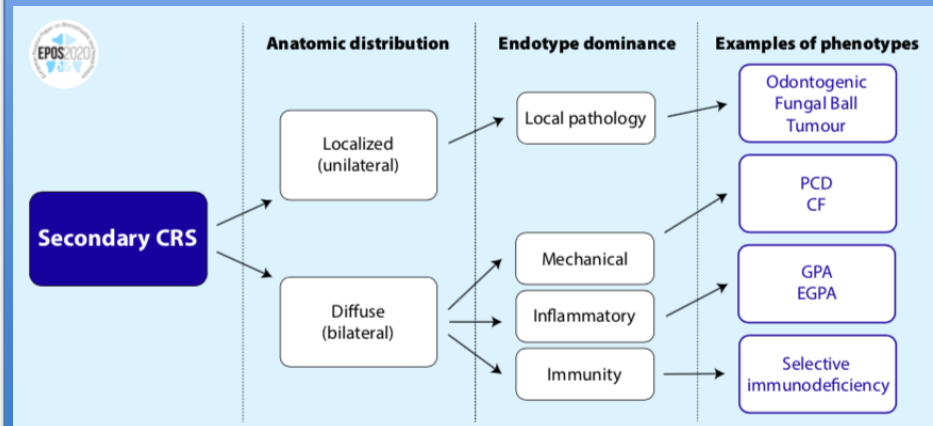 EPOS2020
Anatomic distribution
Endotype dominance
Examples of phenotypes
Secondary CRS
Localized
(unilateral)
Diffuse
(bilateral)
Local pathology
Mechanical
Inflammatory
Immunity
Odontogenic
Fungal Ball
Tumour
PCD
CF
GPA
EGPA
Selective
immunodeficiency